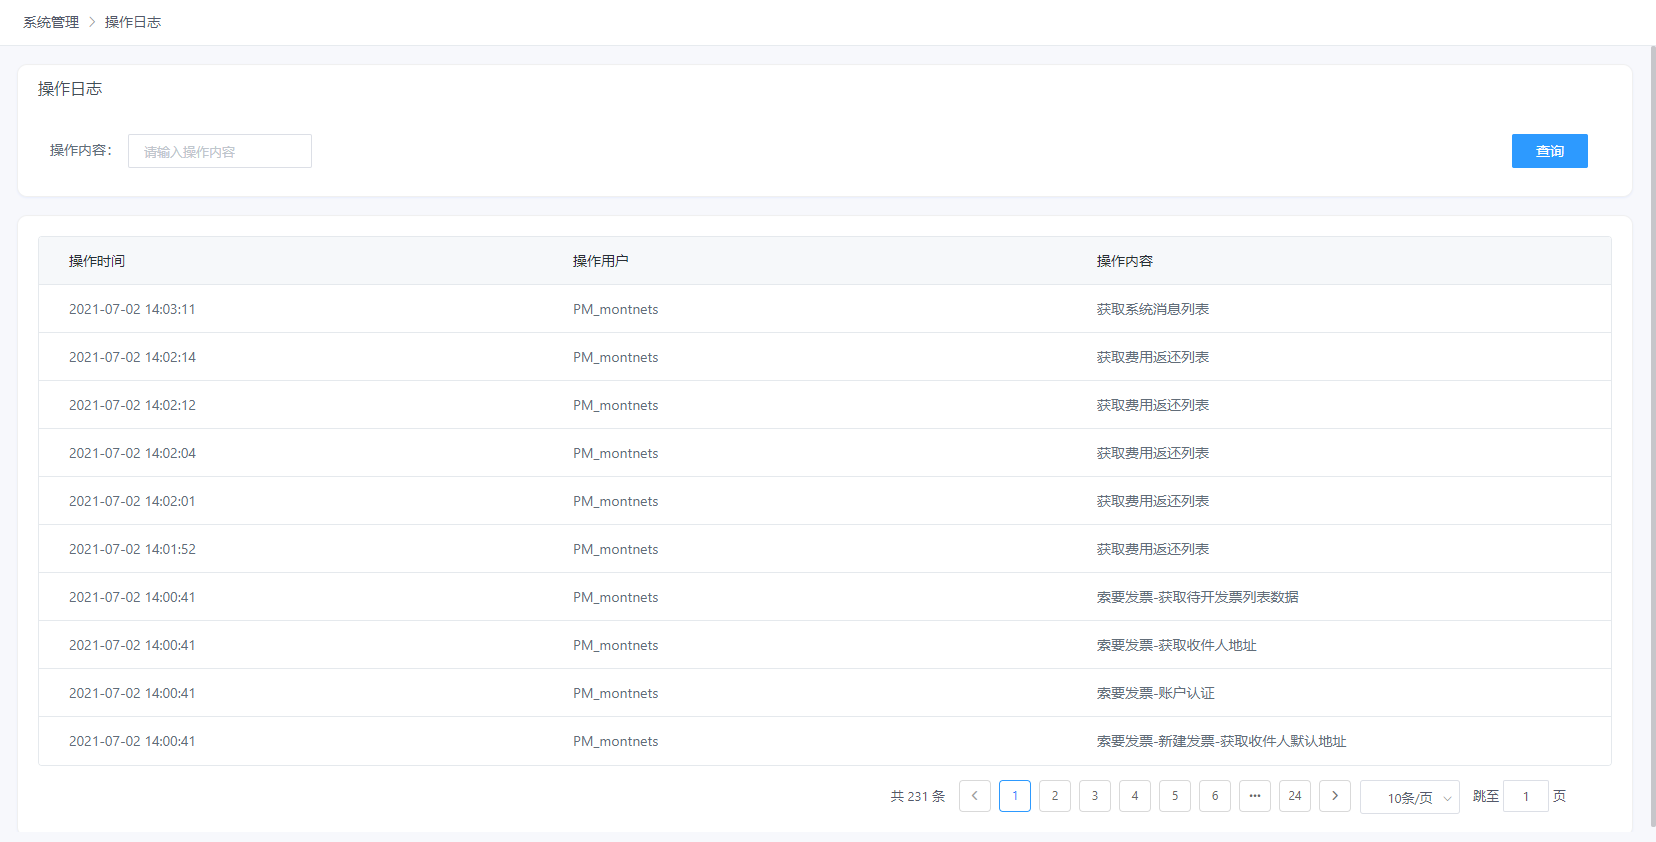 系统管理 > 操作日志
操作日志
操作内容： 请输入操作内容 查询
操作时间 操作用户 操作内容
2021-07-02 14:03:11 PM_montnets 获取系统消息列表
2021-07-02 14:02:14 PM_montnets 获取费用返还列表
2021-07-02 14:02:12 PM_montnets 获取费用返还列表
2021-07-02 14:02:04 PM_montnets 获取费用返还列表
2021-07-02 14:02:01 PM_montnets 获取费用返还列表
2021-07-02 14:01:52 PM_montnets 获取费用返还列表
2021-07-02 14:00:41 PM_montnets 索要发票-获取待开发票列表数据
2021-07-02 14:00:41 PM_montnets 索要发票-获取收件人地址
2021-07-02 14:00:41 PM_montnets 索要发票-账户认证
2021-07-02 14:00:41 PM_montnets 索要发票-新建发票-获取收件人默认地址
共 231 条 < 1 2 3 4 5 6 ••• 24 > 10条/页 跳至 1 页